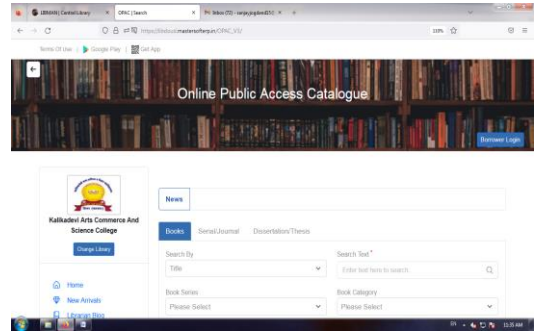 LIBMAN | Central Library
OPAC | Search
Terms Of Use
Google Play
Get App
Online Public Access Catalogue
Borrower Login
Kalikadevi Arts Commerce And
Science College
Change Library
Home
New Arrivals
Librarian Blog
News
Books
Serial/Journal
Dissertation/Thesis
Search By
Title
Search Text *
Enter text here to search
Book Series
Please Select
Book Category
Please Select